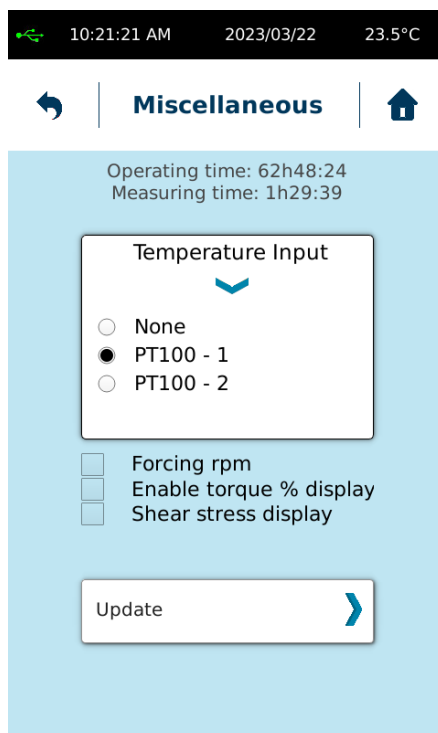 10:21:21 AM 2023/03/22 23.5°C
Miscellaneous
Operating time: 62h48:24
Measuring time: 1h29:39
Temperature Input
None
PT100 - 1
PT100 - 2
Forcing rpm
Enable torque % display
Shear stress display
Update